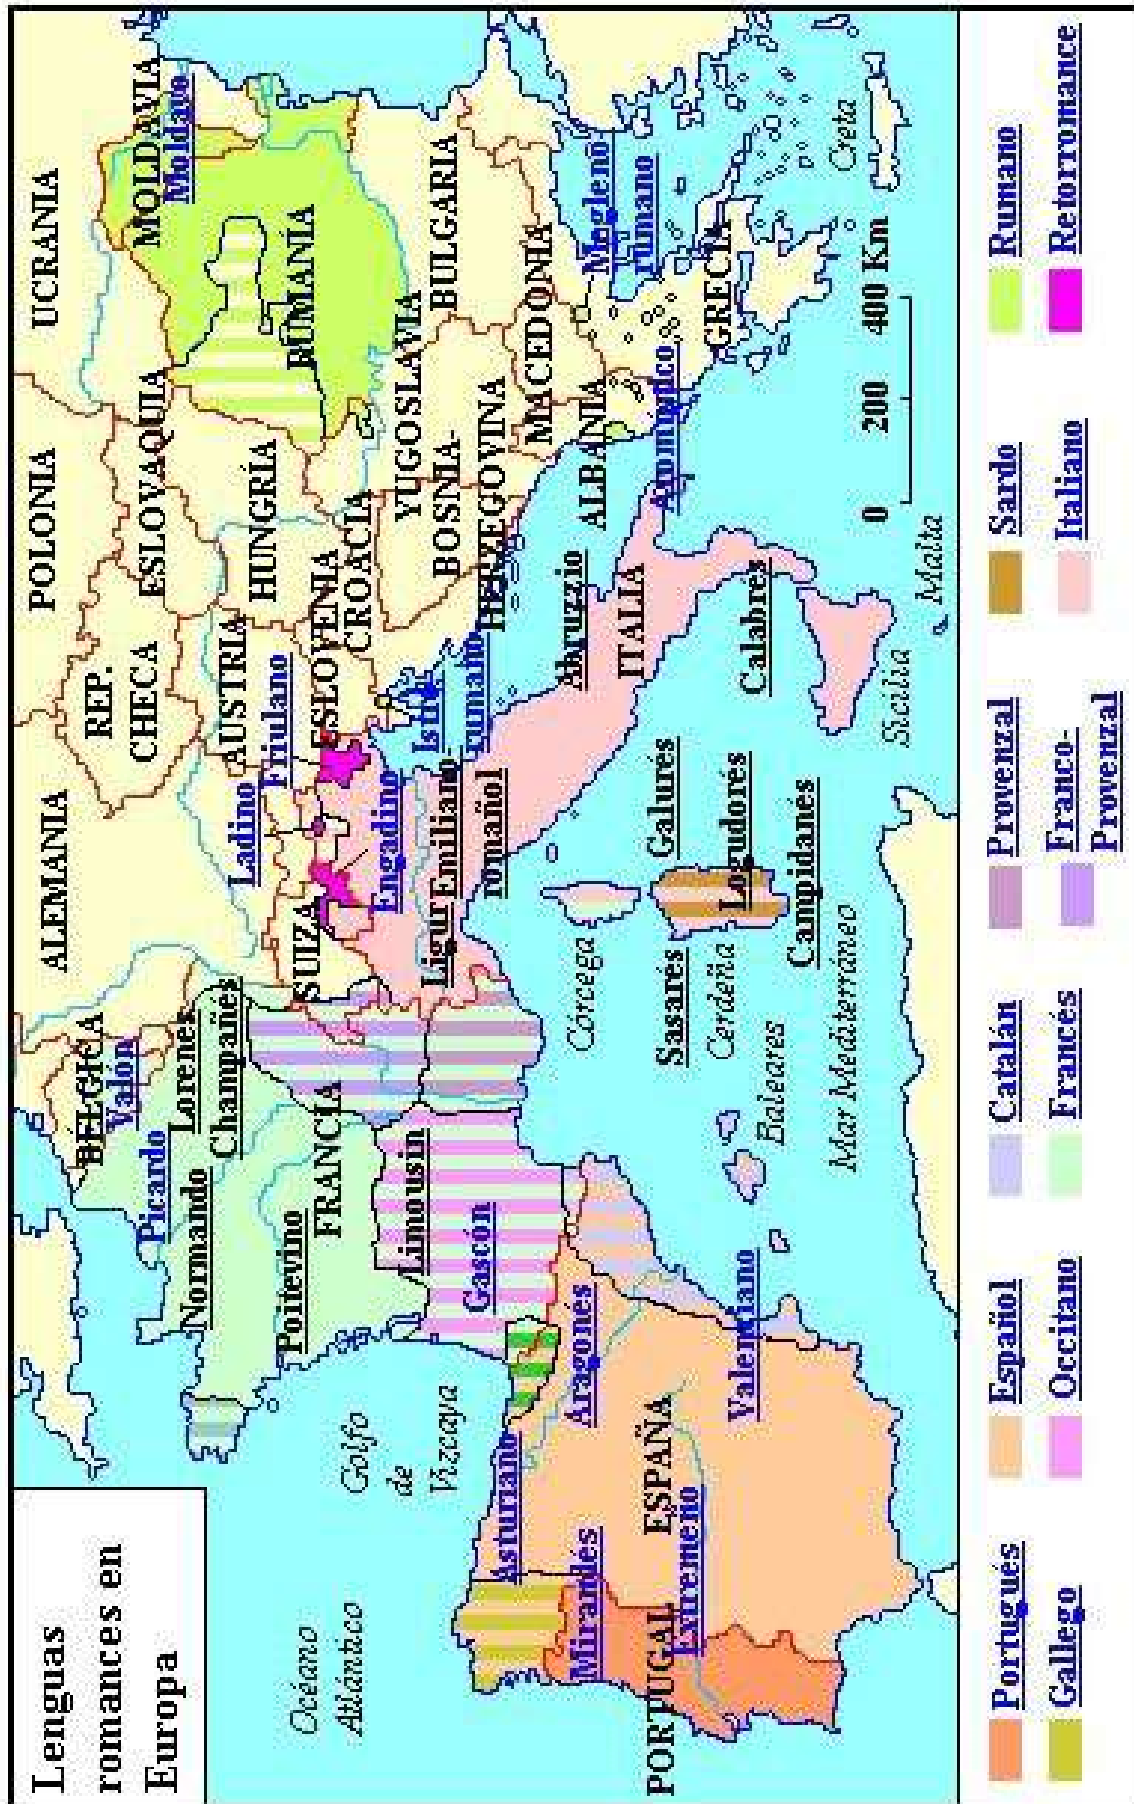 Lenguas
romances en
Europa
Océano
Atlántico
Golfo
de
Vizcaya
Mar Mediterráneo
Baleares
Córcega
Cerdeña
Sicilia
Malta
Creta
PORTUGAL
ESPAÑA
FRANCIA
BÉLGICA
ALEMANIA
SUIZA
AUSTRIA
REP.
CHECA
POLONIA
ESLOVAQUIA
UCRANIA
HUNGRÍA
ESLOVENIA
CROACIA
YUGOSLAVIA
BOSNIA-
HERZEGOVINA
MACEDONIA
ALBANIA
BULGARIA
RUMANÍA
MOLDAVIA
GRECIA
ITALIA
Moldavo
Megleno
rumano
Arumúnico
Istro
rumano
Friulano
Ladino
Engadino
Ligur
Emiliano-
romañol
Abruzzio
Calabrés
Galurés
Logudorés
Campidanés
Sasarés
Valón
Picardo
Lorenés
Champañés
Normando
Poitevino
Limousin
Gascón
Aragonés
Valenciano
Asturiano
Mirandés
Extremeño
0 200 400 Km
Portugués
Español
Catalán
Provenzal
Sardo
Rumano
Gallego
Occitano
Francés
Franco-
Provenzal
Italiano
Retorromance